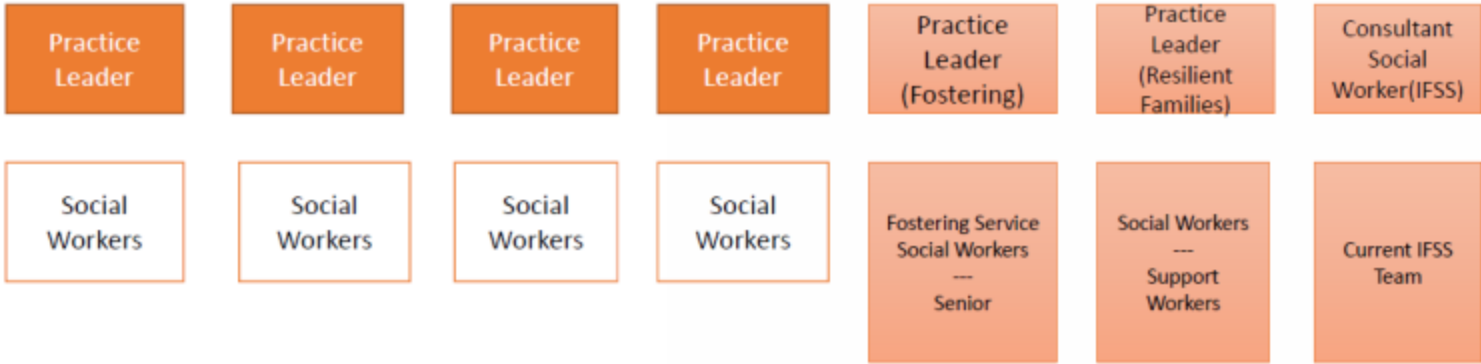 Practice
Leader
Practice
Leader
Practice
Leader
Practice
Leader
Practice
Leader
(Fostering)
Practice
Leader
(Resilient
Families)
Consultant
Social
Worker(IFSS)
Social
Workers
Social
Workers
Social
Workers
Social
Workers
Fostering Service
Social Workers
---
Senior
Social Workers
---
Support
Workers
Current IFSS
Team